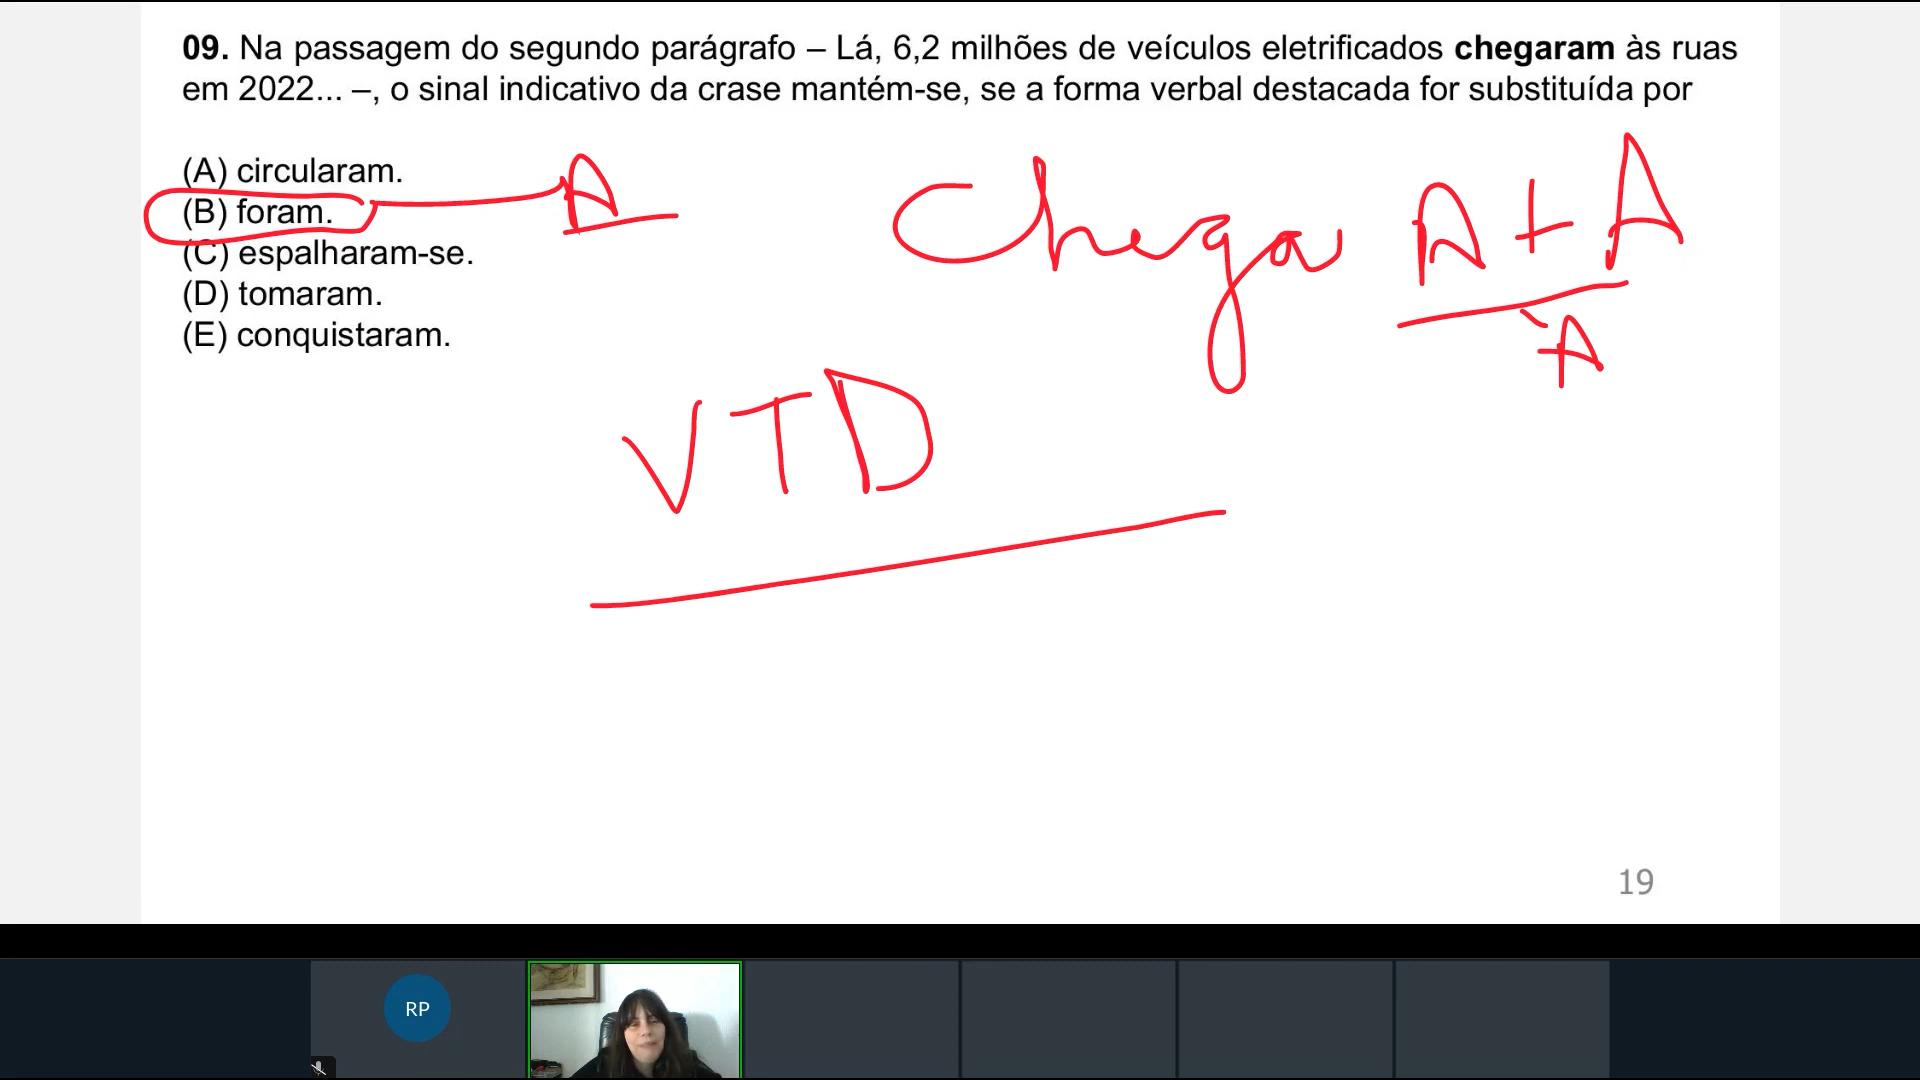 09. Na passagem do segundo parágrafo – Lá, 6,2 milhões de veículos eletrificados chegaram às ruas
em 2022... –, o sinal indicativo da crase mantém-se, se a forma verbal destacada for substituída por
(A) circularam.
(B) foram.
(C) espalharam-se.
(D) tomaram.
(E) conquistaram.
A
Chegar A + A
À
VTD
19
RP